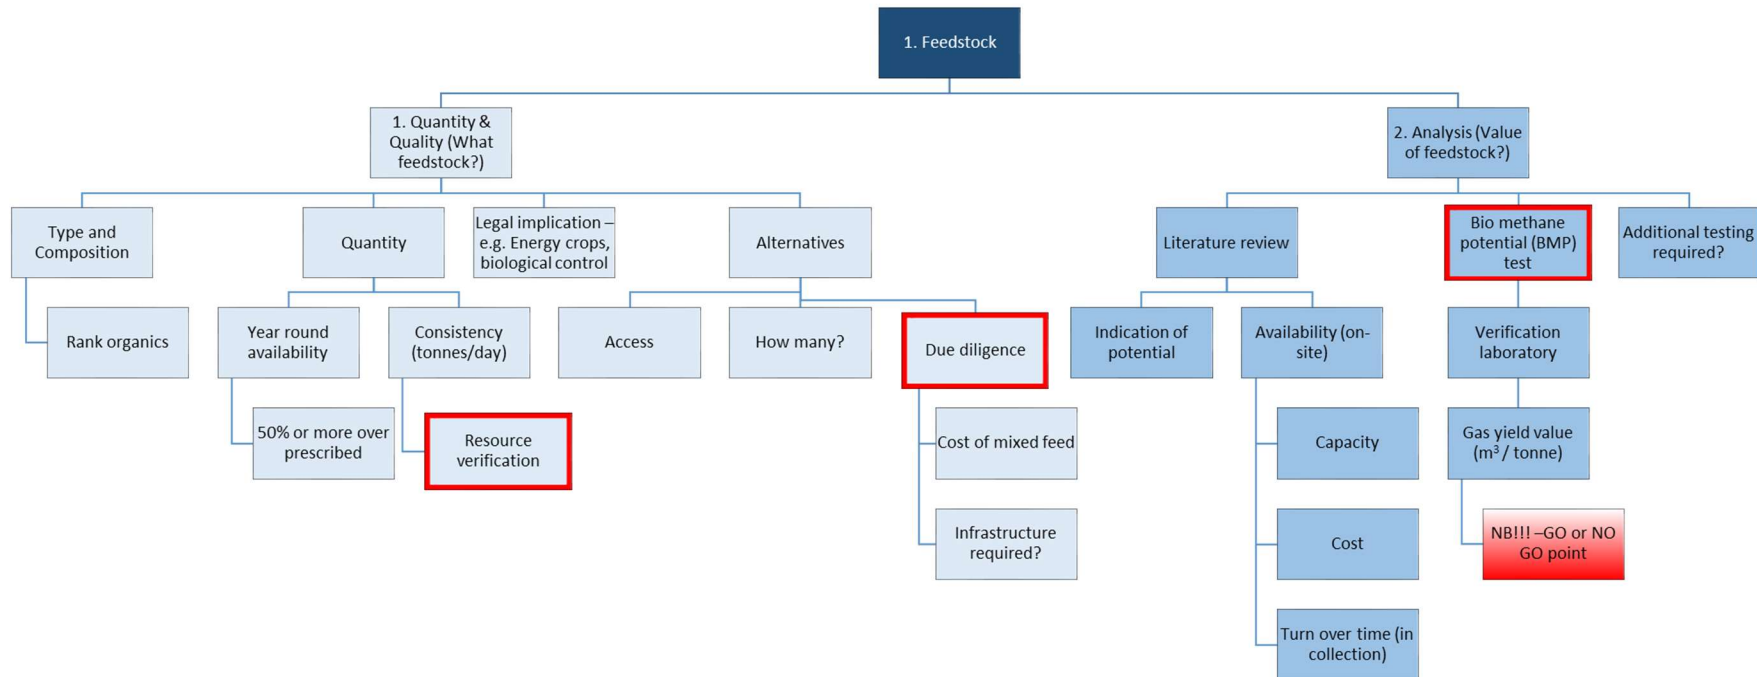 1. Feedstock
1. Quantity &
Quality (What
feedstock?)
2. Analysis (Value
of feedstock?)
Type and
Composition
Quantity
Legal implication –
e.g. Energy crops,
biological control
Alternatives
Literature review
Bio methane
potential (BMP)
test
Additional testing
required?
Rank organics
Year round
availability
Consistency
(tonnes/day)
Access
How many?
Due diligence
Indication of
potential
Availability (on-
site)
Verification
laboratory
50% or more over
prescribed
Resource
verification
Cost of mixed feed
Capacity
Gas yield value
(m³ / tonne)
Infrastructure
required?
Cost
NB!!! –GO or NO
GO point
Turn over time (in
collection)